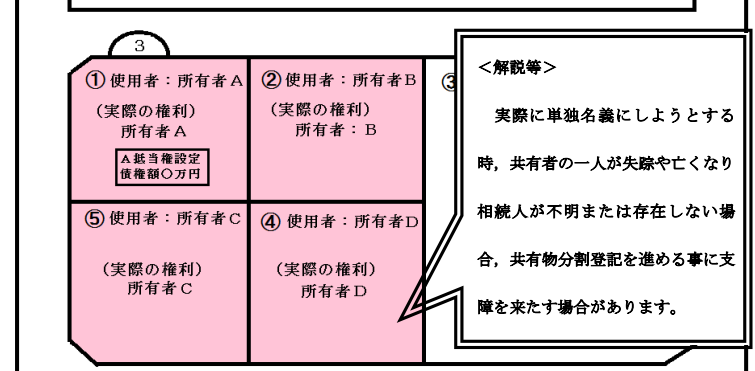 3
①使用者：所有者A
(実際の権利)
所有者A
A抵当権設定
債権額〇万円
②使用者：所有者B
(実際の権利)
所有者：B
③
⑤使用者：所有者C
(実際の権利)
所有者C
④使用者：所有者D
(実際の権利)
所有者D
＜解説等＞
実際に単独名義にしようとする
時，共有者の一人が失踪や亡くなり
相続人が不明または存在しない場
合，共有物分割登記を進める事に支
障を来たす場合があります。